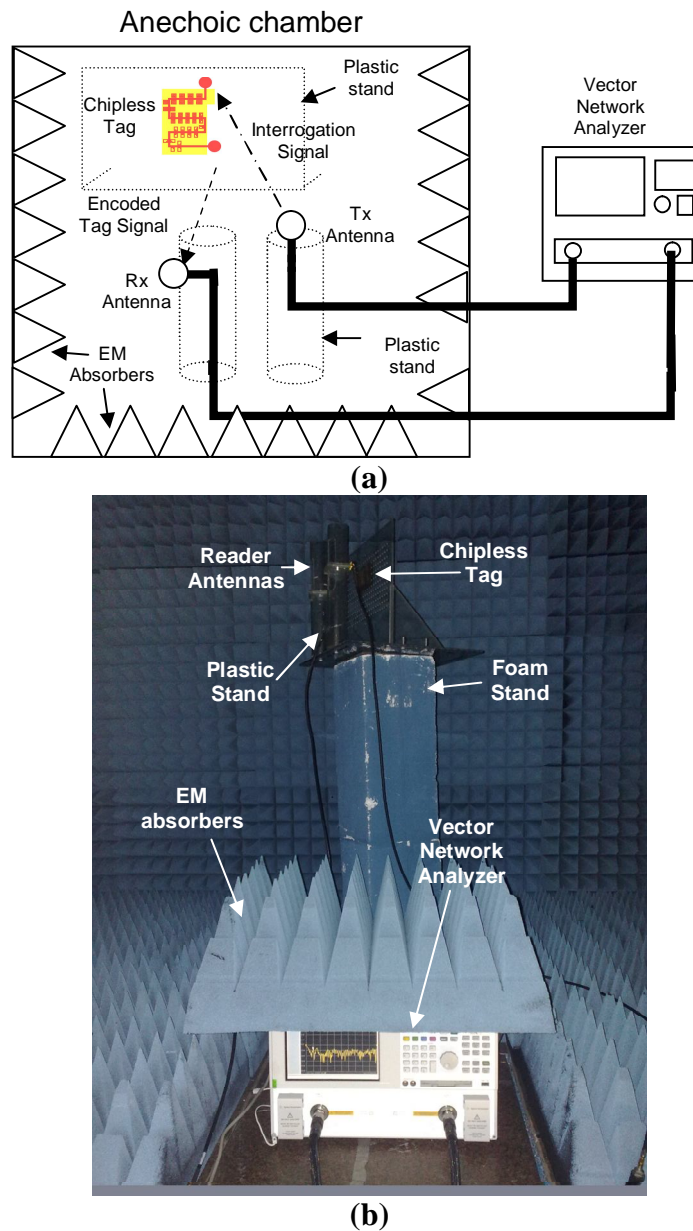 Anechoic chamber
Plastic
stand
Chipless
Tag
Interrogation
Signal
Vector
Network
Analyzer
Encoded
Tag Signal
Tx
Antenna
Rx
Antenna
EM
Absorbers
Plastic
stand
(a)
Reader
Antennas
Chipless
Tag
Plastic
Stand
Foam
Stand
EM
absorbers
Vector
Network
Analyzer
(b)